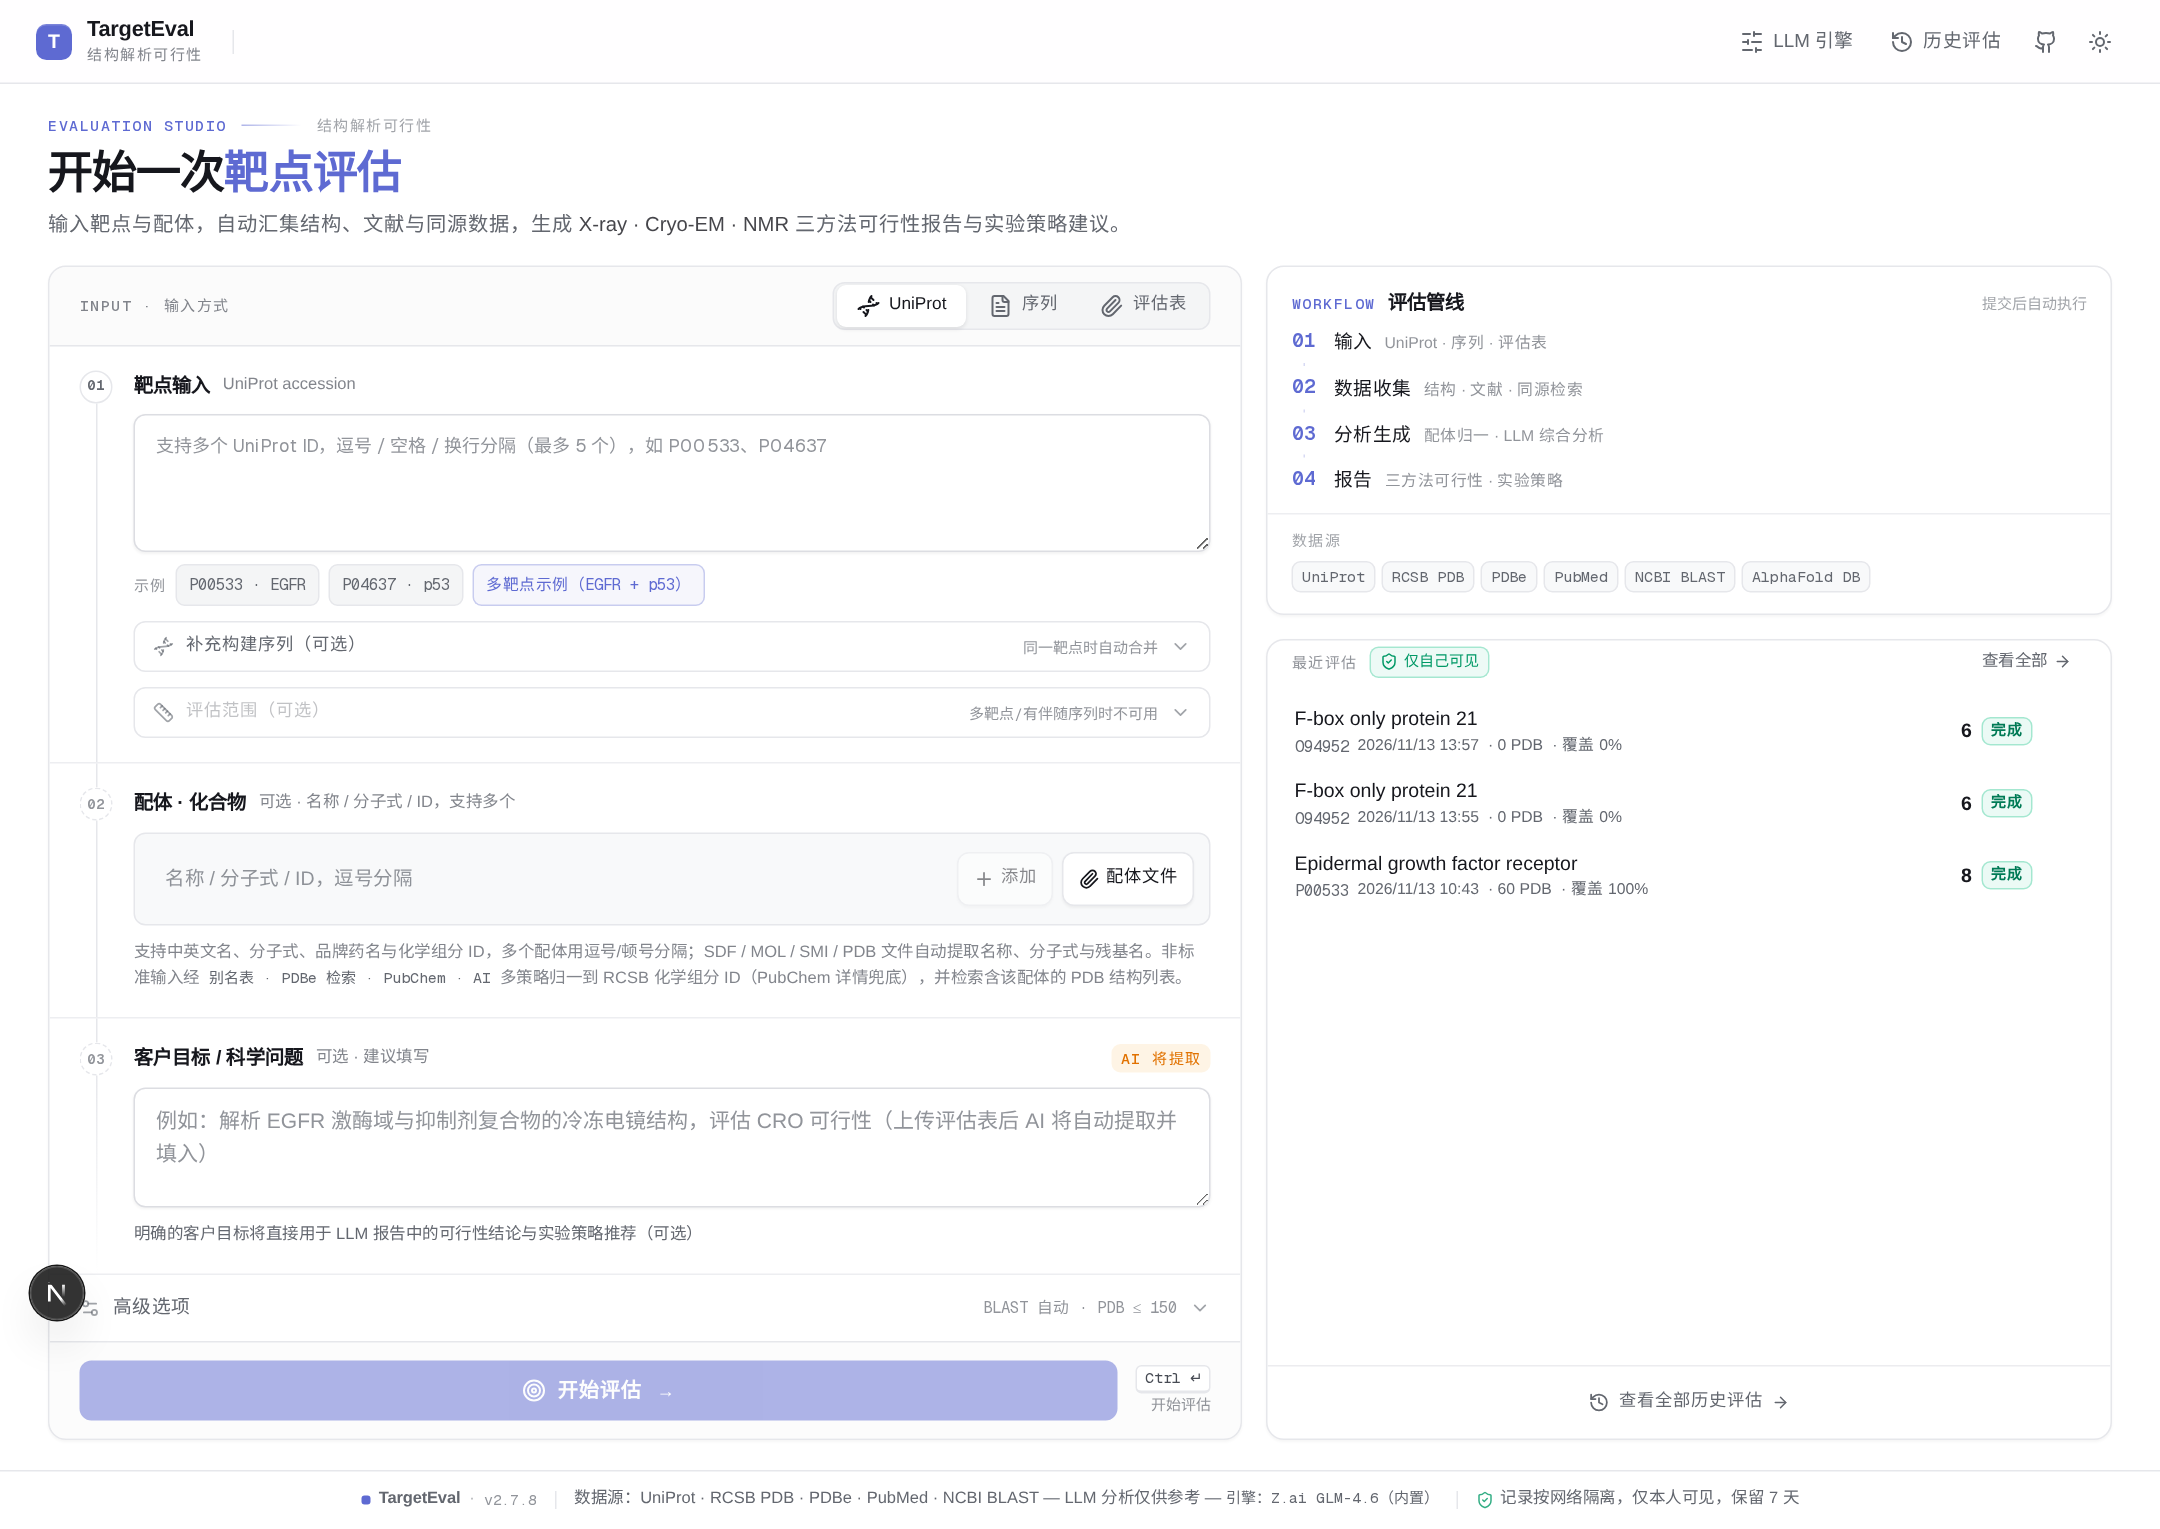 T TargetEval
结构解析可行性
LLM 引擎 历史评估
EVALUATION STUDIO 结构解析可行性
开始一次靶点评估
输入靶点与配体，自动汇集结构、文献与同源数据，生成 X-ray · Cryo-EM · NMR 三方法可行性报告与实验策略建议。
INPUT · 输入方式
UniProt 序列 评估表
01 靶点输入 UniProt accession
支持多个 UniProt ID，逗号 / 空格 / 换行分隔（最多 5 个），如 P00533、P04637
示例 P00533 · EGFR P04637 · p53 多靶点示例（EGFR + p53）
补充构建序列（可选） 同一靶点时自动合并
评估范围（可选） 多靶点/有伴随序列时不可用
02 配体 · 化合物 可选 · 名称 / 分子式 / ID，支持多个
名称 / 分子式 / ID，逗号分隔 添加 配体文件
支持中英文名、分子式、品牌药名与化学组分 ID，多个配体用逗号/顿号分隔；SDF / MOL / SMI / PDB 文件自动提取名称、分子式与残基名。非标
准输入经 别名表 · PDBe 检索 · PubChem · AI 多策略归一到 RCSB 化学组分 ID（PubChem 详情兜底），并检索含该配体的 PDB 结构列表。
03 客户目标 / 科学问题 可选 · 建议填写 AI 将提取
例如：解析 EGFR 激酶域与抑制剂复合物的冷冻电镜结构，评估 CRO 可行性（上传评估表后 AI 将自动提取并
填入）
明确的客户目标将直接用于 LLM 报告中的可行性结论与实验策略推荐（可选）
N 高级选项 BLAST 自动 · PDB ≤ 150
开始评估 → Ctrl ↵
开始评估
WORKFLOW 评估管线 提交后自动执行
01 输入 UniProt · 序列 · 评估表
02 数据收集 结构 · 文献 · 同源检索
03 分析生成 配体归一 · LLM 综合分析
04 报告 三方法可行性 · 实验策略
数据源
UniProt RCSB PDB PDBe PubMed NCBI BLAST AlphaFold DB
最近评估 仅自己可见 查看全部 →
F-box only protein 21
O94952 2026/11/13 13:57 · 0 PDB · 覆盖 0% 6 完成
F-box only protein 21
O94952 2026/11/13 13:55 · 0 PDB · 覆盖 0% 6 完成
Epidermal growth factor receptor
P00533 2026/11/13 10:43 · 60 PDB · 覆盖 100% 8 完成
查看全部历史评估 →
TargetEval · v2.7.8 数据源：UniProt · RCSB PDB · PDBe · PubMed · NCBI BLAST — LLM 分析仅供参考 — 引擎：Z.ai GLM-4.6（内置） 记录按网络隔离，仅本人可见，保留 7 天